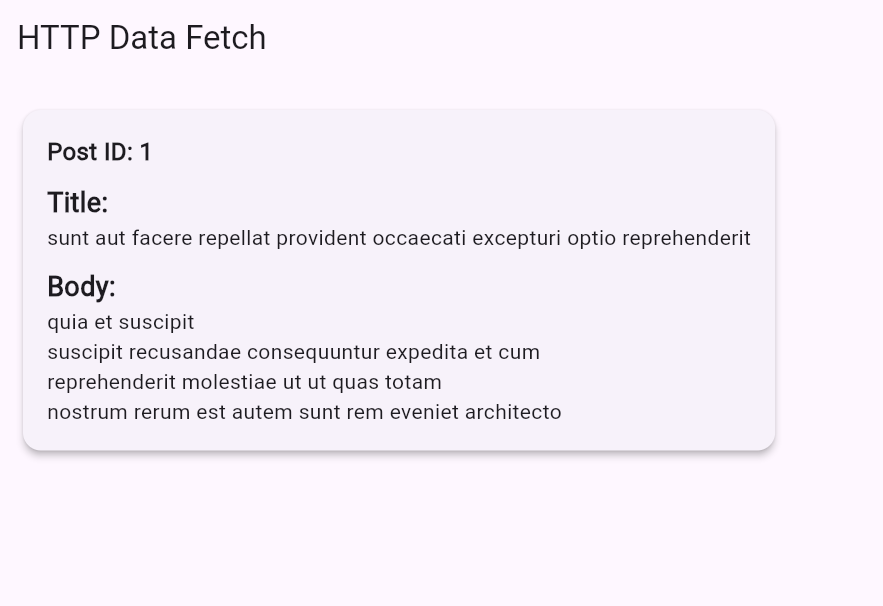 HTTP Data Fetch
Post ID: 1
Title:
sunt aut facere repellat provident occaecati excepturi optio reprehenderit
Body:
quia et suscipit
suscipit recusandae consequuntur expedita et cum
reprehenderit molestiae ut ut quas totam
nostrum rerum est autem sunt rem eveniet architecto